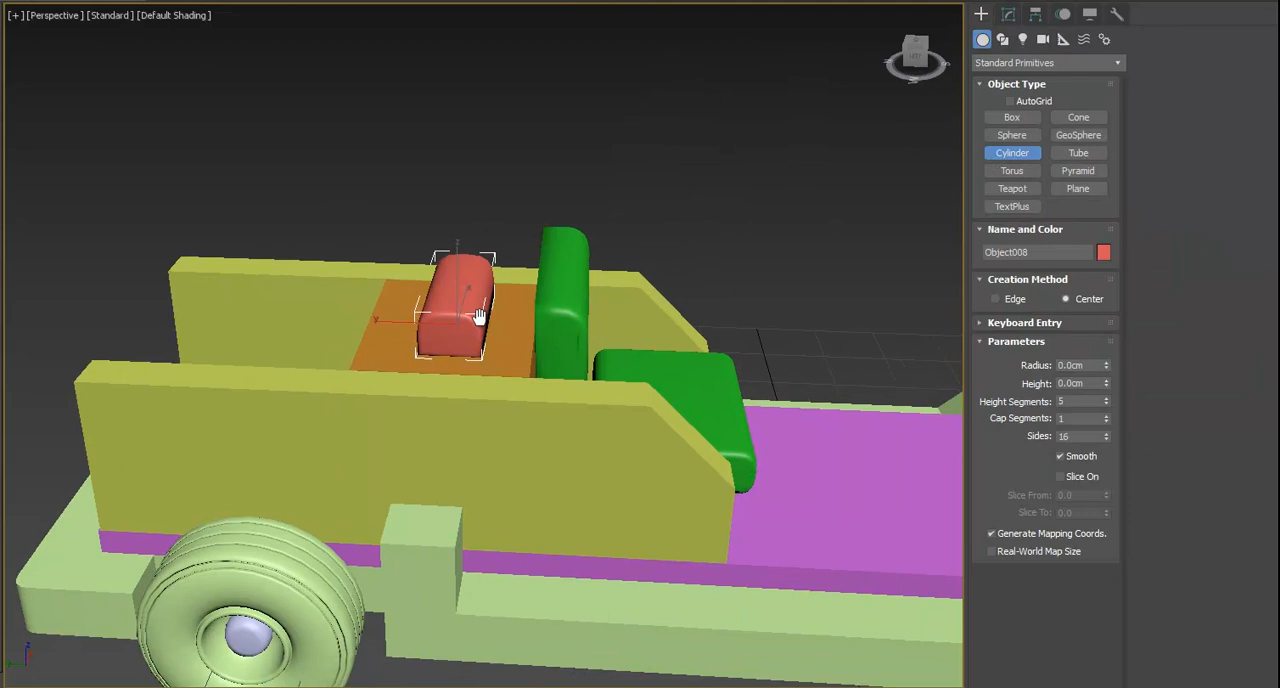 [+] [Perspective ] [Standard ] [Default Shading ]
Standard Primitives
Object Type
AutoGrid
Box
Cone
Sphere
GeoSphere
Cylinder
Tube
Torus
Pyramid
Teapot
Plane
TextPlus
Name and Color
Object008
Creation Method
Edge
Center
Keyboard Entry
Parameters
Radius: 0.0cm
Height: 0.0cm
Height Segments: 5
Cap Segments: 1
Sides: 16
Smooth
Slice On
Slice From: 0.0
Slice To: 0.0
Generate Mapping Coords.
Real-World Map Size